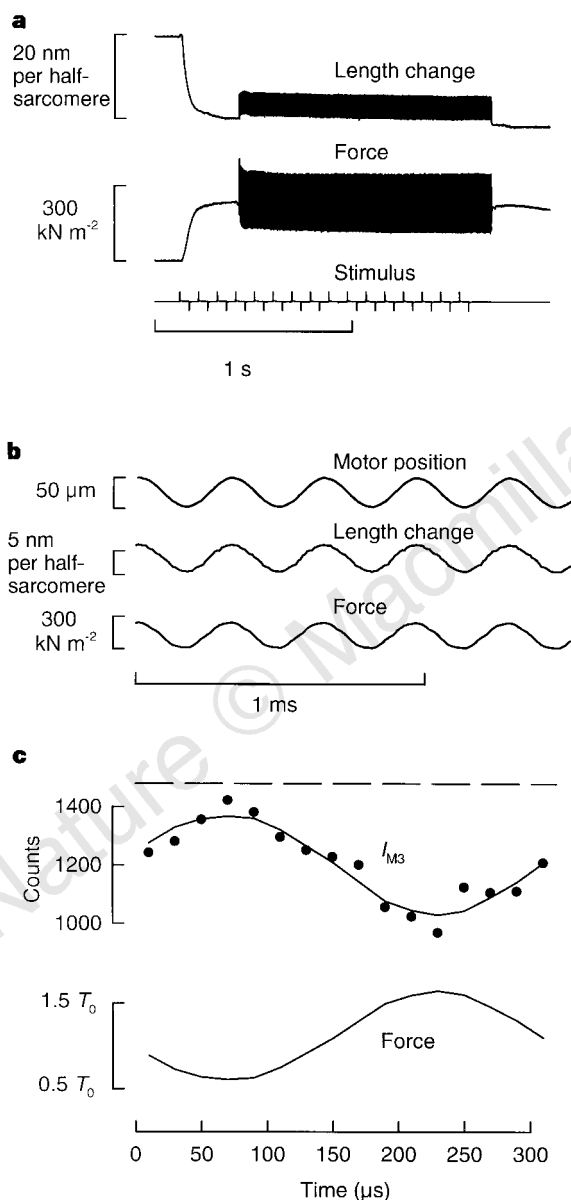 a
20 nm
per half-
sarcomere
Length change
Force
300
kN m⁻²
Stimulus
1 s
b
Motor position
50 µm
Length change
5 nm
per half-
sarcomere
Force
300
kN m⁻²
1 ms
c
1400
1200
1000
Counts
I_M3
1.5 T₀
0.5 T₀
Force
0 50 100 150 200 250 300
Time (µs)
Nature © Macmilla